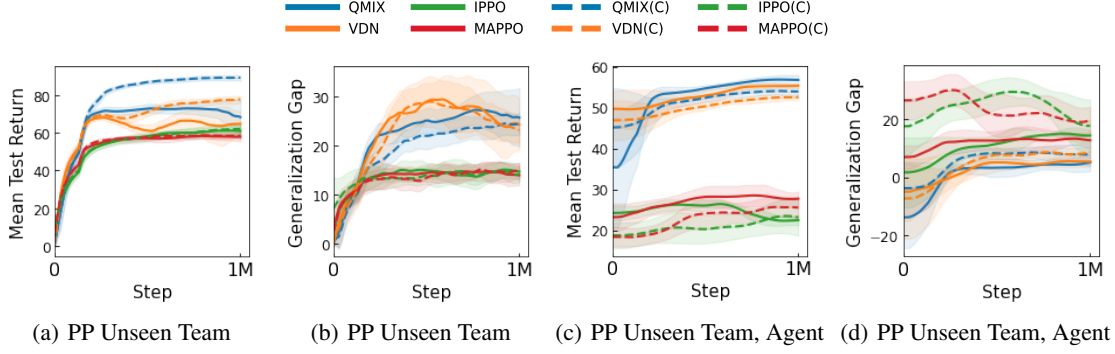 QMIX IPPO QMIX(C) IPPO(C)
VDN MAPPO VDN(C) MAPPO(C)
Mean Test Return
80
60
40
20
0
0 1M
Step
Generalization Gap
30
20
10
0
0 1M
Step
Mean Test Return
60
50
40
30
20
0 1M
Step
Generalization Gap
40
20
0
−20
0 1M
Step
(a) PP Unseen Team (b) PP Unseen Team (c) PP Unseen Team, Agent (d) PP Unseen Team, Agent